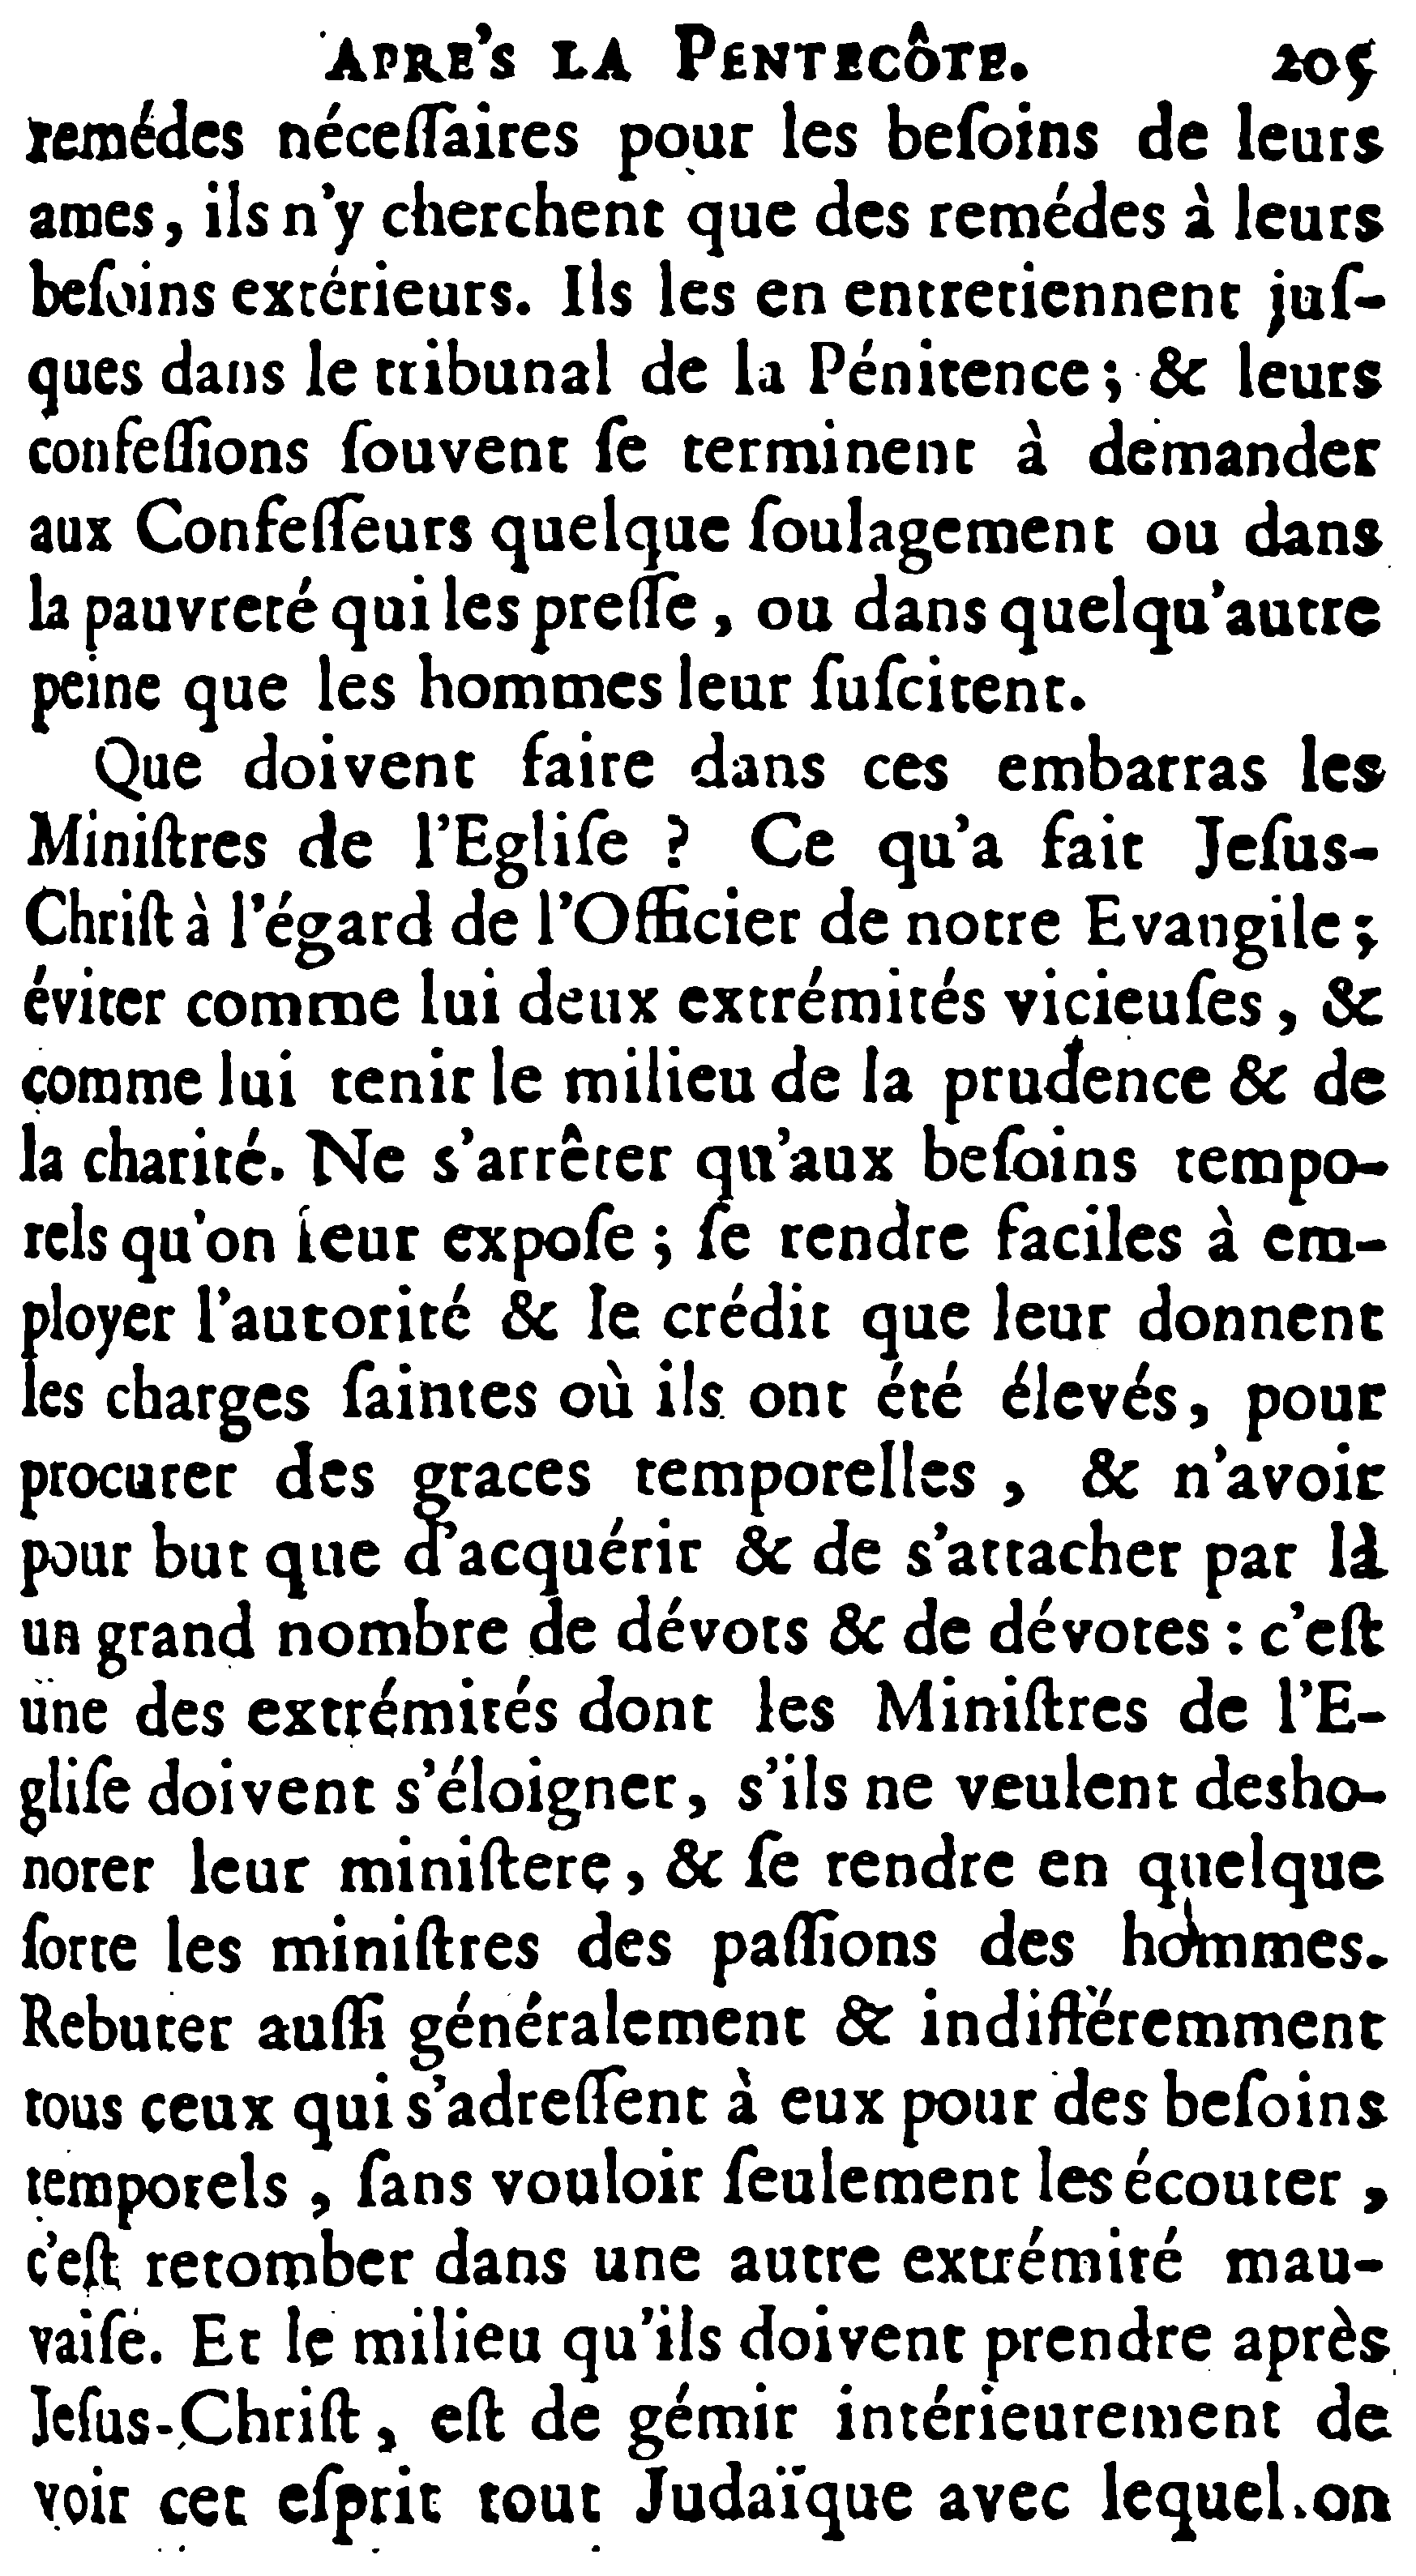 APRE'S LA PENTECÔTE. 205
remédes néceſſaires pour les beſoins de leurs
ames, ils n'y cherchent que des remédes à leurs
beſoins extérieurs. Ils les en entretiennent juſ-
ques dans le tribunal de la Pénitence; & leurs
confeſſions ſouvent ſe terminent à demander
aux Confeſſeurs quelque ſoulagement ou dans
la pauvreté qui les preſſe, ou dans quelqu'autre
peine que les hommes leur ſuſcitent.
Que doivent faire dans ces embarras les
Miniſtres de l'Egliſe ? Ce qu'a fait Jeſus-
Chriſt à l'égard de l'Officier de notre Evangile;
éviter comme lui deux extrémités vicieuſes, &
comme lui tenir le milieu de la prudence & de
la charité. Ne s'arrêter qu'aux beſoins tempo-
rels qu'on leur expoſe; ſe rendre faciles à em-
ployer l'autorité & le crédit que leur donnent
les charges ſaintes où ils ont été élevés, pour
procurer des graces temporelles, & n'avoir
pour but que d'acquérir & de s'attacher par là
un grand nombre de dévots & de dévotes : c'eſt
une des extrémités dont les Miniſtres de l'E-
gliſe doivent s'éloigner, s'ils ne veulent desho-
norer leur miniſtere, & ſe rendre en quelque
ſorte les miniſtres des paſſions des hommes.
Rebuter auſſi généralement & indifféremment
tous ceux qui s'adreſſent à eux pour des beſoins
temporels, ſans vouloir ſeulement les écouter,
c'eſt retomber dans une autre extrémité mau-
vaiſe. Et le milieu qu'ils doivent prendre après
Jeſus-Chriſt, eſt de gémir intérieurement de
voir cet eſprit tout Judaïque avec lequel on